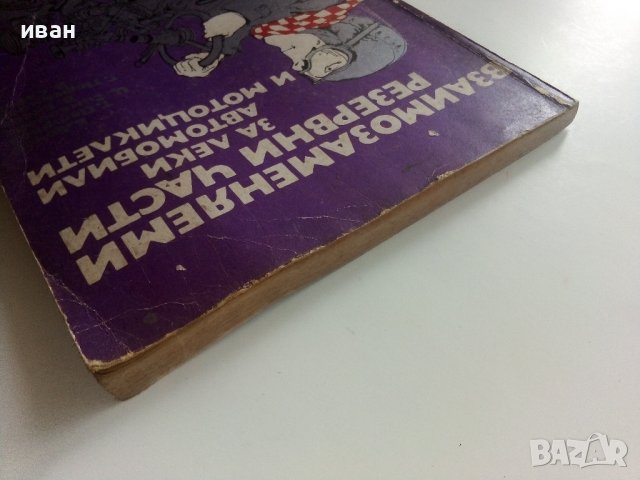 иван
ВЗАИМОЗАМЕНЯЕМИ
РЕЗЕРВНИ ЧАСТИ
ЗА ЛЕКИ
АВТОМОБИЛИ
И МОТОЦИКЛЕТИ
BAZAR